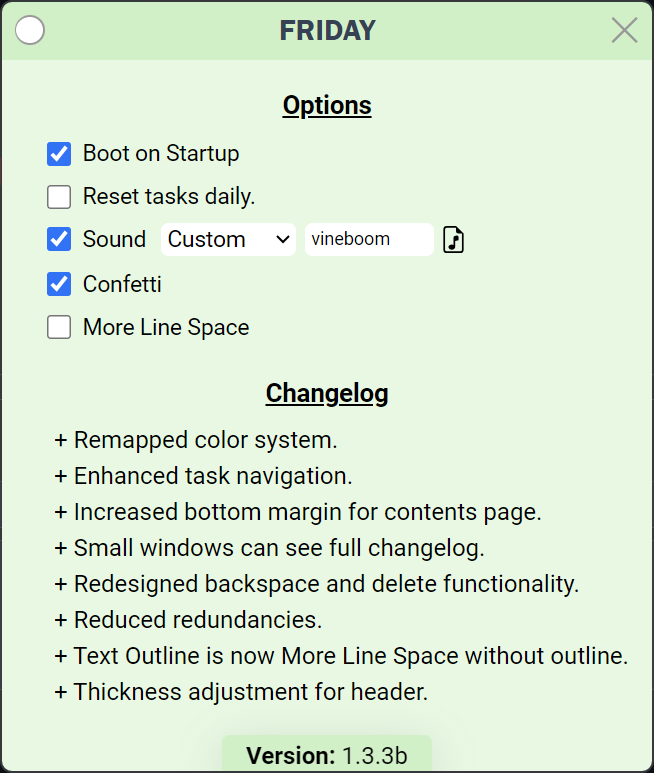 FRIDAY
Options
Boot on Startup
Reset tasks daily.
Sound Custom vineboom
Confetti
More Line Space
Changelog
+ Remapped color system.
+ Enhanced task navigation.
+ Increased bottom margin for contents page.
+ Small windows can see full changelog.
+ Redesigned backspace and delete functionality.
+ Reduced redundancies.
+ Text Outline is now More Line Space without outline.
+ Thickness adjustment for header.
Version: 1.3.3b